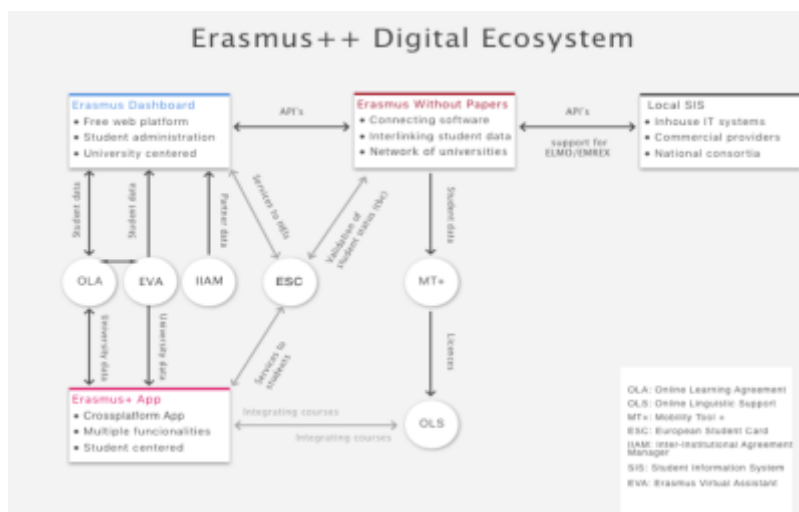 Erasmus++ Digital Ecosystem
Erasmus Dashboard
• Free web platform
• Student administration
• University centered
API's
Erasmus Without Papers
• Connecting software
• Interlinking student data
• Network of universities
API's
support for
ELMO/EMREX
Local SIS
• Inhouse IT systems
• Commercial providers
• National consortia
Student data
Student data
Partner data
Services to HEIs
Validation of
student status (tbc)
Student data
OLA
EVA
IIAM
ESC
MT+
University data
University data
Services to
students
Licences
Erasmus+ App
• Crossplatform App
• Multiple funcionalities
• Student centered
Integrating courses
Integrating courses
OLS
OLA: Online Learning Agreement
OLS: Online Linguistic Support
MT+: Mobility Tool +
ESC: European Student Card
IIAM: Inter-Institutional Agreement
Manager
SIS: Student Information System
EVA: Erasmus Virtual Assistant